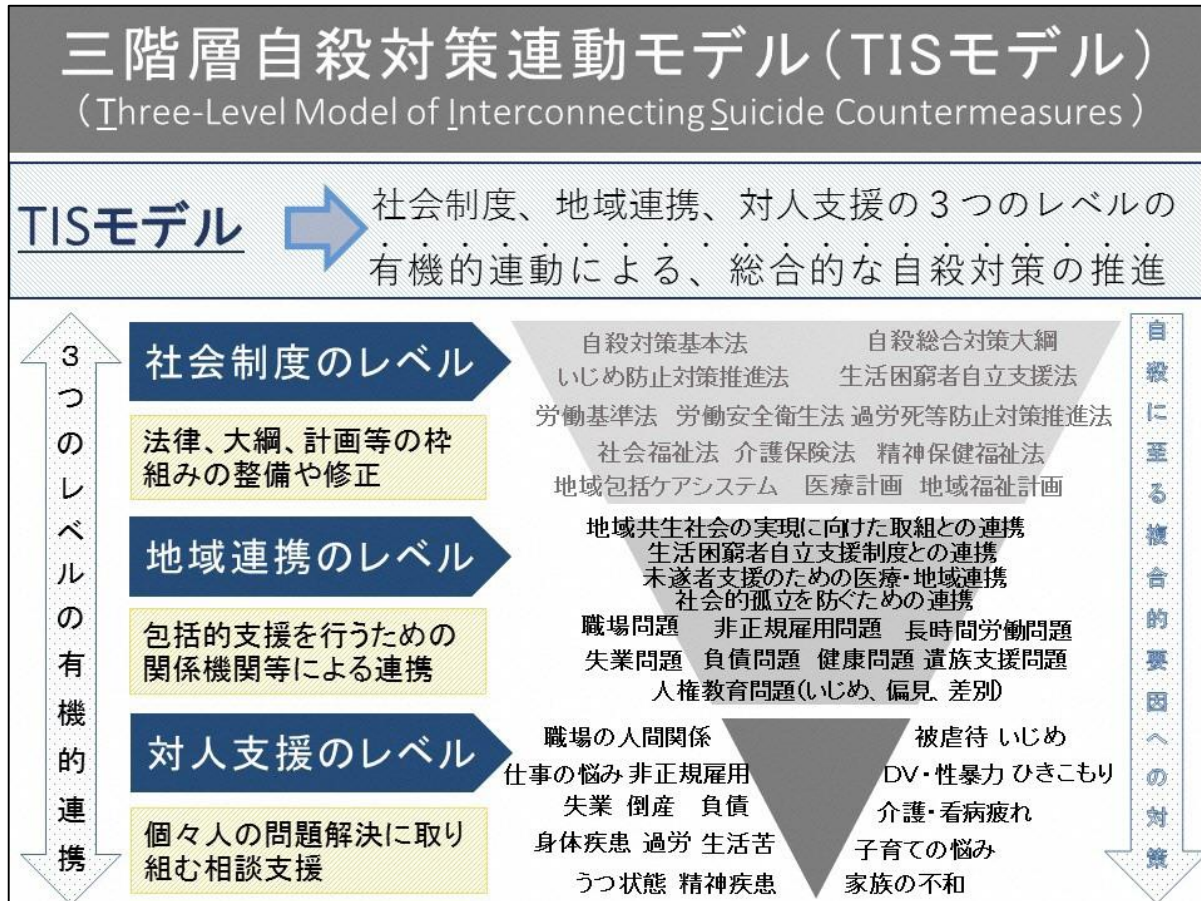 三階層自殺対策連動モデル(TISモデル)
(Three-Level Model of Interconnecting Suicide Countermeasures)
TISモデル
社会制度、地域連携、対人支援の3つのレベルの
有機的連動による、総合的な自殺対策の推進
3つのレベルの有機的連携
社会制度のレベル
法律、大綱、計画等の枠
組みの整備や修正
地域連携のレベル
包括的支援を行うための
関係機関等による連携
対人支援のレベル
個々人の問題解決に取り
組む相談支援
自殺対策基本法 自殺総合対策大綱
いじめ防止対策推進法 生活困窮者自立支援法
労働基準法 労働安全衛生法 過労死等防止対策推進法
社会福祉法 介護保険法 精神保健福祉法
地域包括ケアシステム 医療計画 地域福祉計画
地域共生社会の実現に向けた取組との連携
生活困窮者自立支援制度との連携
未遂者支援のための医療・地域連携
社会的孤立を防ぐための連携
職場問題 非正規雇用問題 長時間労働問題
失業問題 負債問題 健康問題 遺族支援問題
人権教育問題(いじめ、偏見、差別)
職場の人間関係 被虐待 いじめ
仕事の悩み 非正規雇用 DV・性暴力 ひきこもり
失業 倒産 負債 介護・看病疲れ
身体疾患 過労 生活苦 子育ての悩み
うつ状態 精神疾患 家族の不和
自殺に至る複合的要因への対策